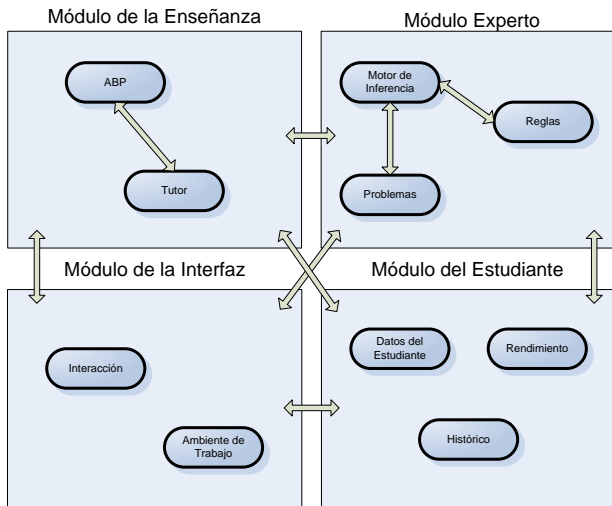 Módulo de la Enseñanza
Módulo Experto
ABP
Tutor
Motor de
Inferencia
Reglas
Problemas
Módulo de la Interfaz
Módulo del Estudiante
Interacción
Ambiente de
Trabajo
Datos del
Estudiante
Rendimiento
Histórico